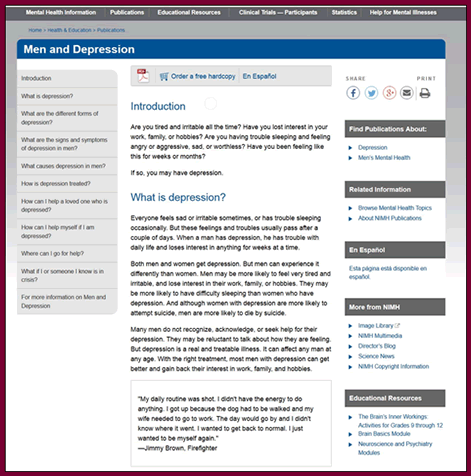 Mental Health Information Publications Educational Resources Clinical Trials — Participants Statistics Help for Mental Illnesses
Home > Health & Education > Publications
Men and Depression
Introduction
What is depression?
What are the different forms of
depression?
What are the signs and symptoms
of depression in men?
What causes depression in men?
How is depression treated?
How can I help a loved one who is
depressed?
How can I help myself if I am
depressed?
Where can I go for help?
What if I or someone I know is in
crisis?
For more information on Men and
Depression
Order a free hardcopy En Español
Introduction
Are you tired and irritable all the time? Have you lost interest in your
work, family, or hobbies? Are you having trouble sleeping and feeling
angry or aggressive, sad, or worthless? Have you been feeling like
this for weeks or months?
If so, you may have depression.
What is depression?
Everyone feels sad or irritable sometimes, or has trouble sleeping
occasionally. But these feelings and troubles usually pass after a
couple of days. When a man has depression, he has trouble with
daily life and loses interest in anything for weeks at a time.
Both men and women get depression. But men can experience it
differently than women. Men may be more likely to feel very tired and
irritable, and lose interest in their work, family, or hobbies. They may
be more likely to have difficulty sleeping than women who have
depression. And although women with depression are more likely to
attempt suicide, men are more likely to die by suicide.
Many men do not recognize, acknowledge, or seek help for their
depression. They may be reluctant to talk about how they are feeling.
But depression is a real and treatable illness. It can affect any man at
any age. With the right treatment, most men with depression can get
better and gain back their interest in work, family, and hobbies.
"My daily routine was shot. I didn't have the energy to do
anything. I got up because the dog had to be walked and my
wife needed to go to work. The day would go by and I didn't
know where it went. I wanted to get back to normal. I just
wanted to be myself again."
—Jimmy Brown, Firefighter
SHARE PRINT
Find Publications About:
Depression
Men's Mental Health
Related Information
Browse Mental Health Topics
About NIMH Publications
En Español
Esta página está disponible en
español.
More from NIMH
Image Library
NIMH Multimedia
Director's Blog
Science News
NIMH Copyright Information
Educational Resources
The Brain's Inner Workings:
Activities for Grades 9 through 12
Brain Basics Module
Neuroscience and Psychiatry
Modules